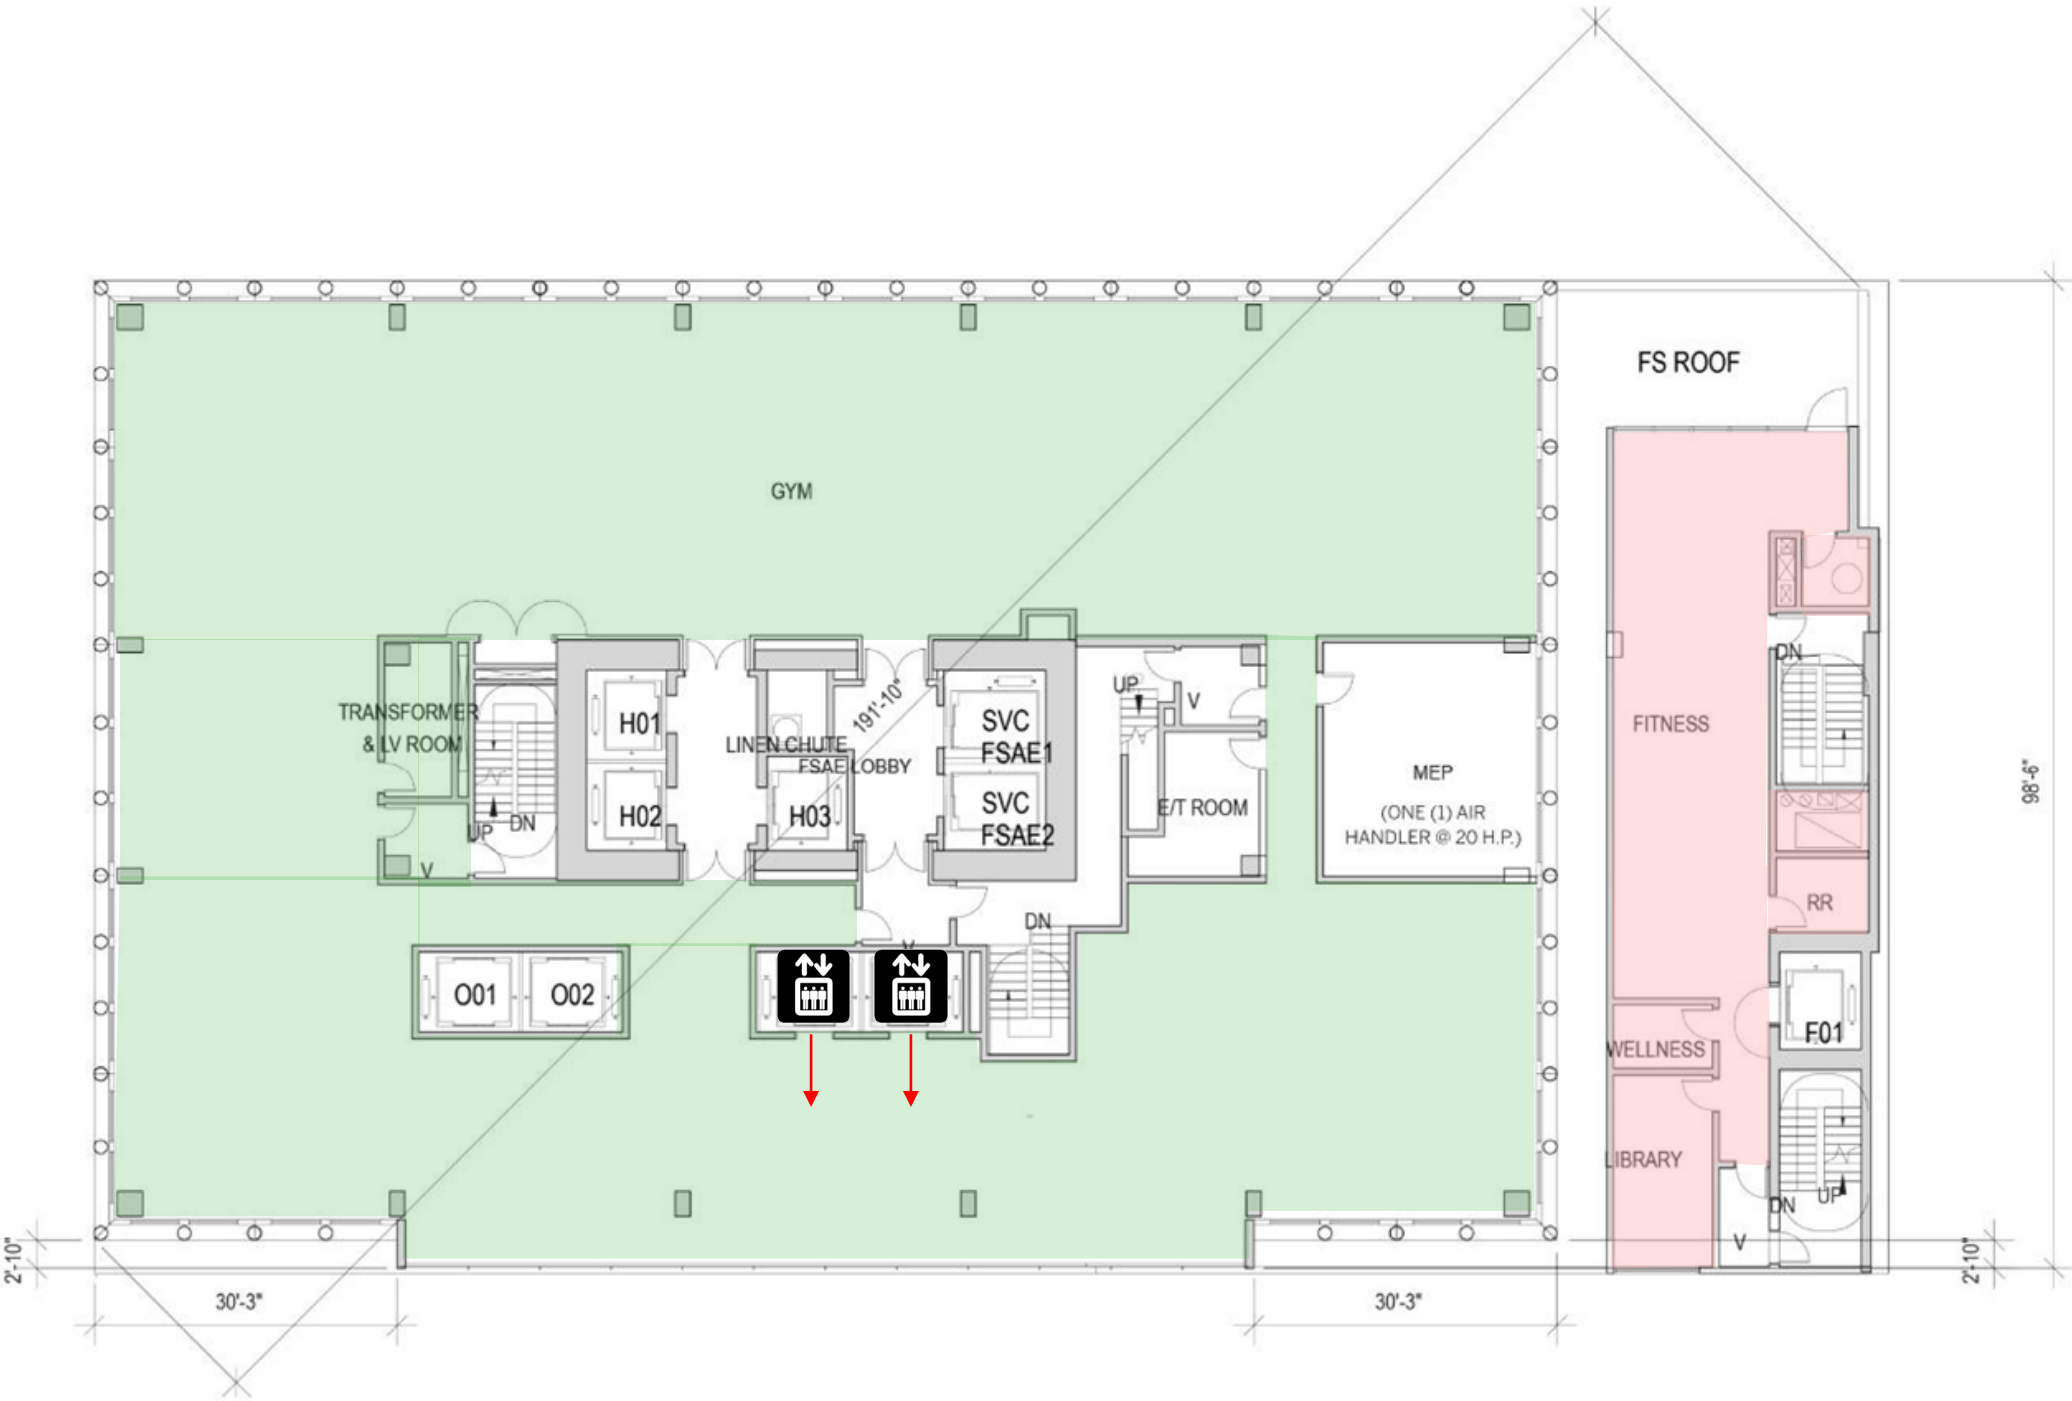 FS ROOF
GYM
TRANSFORMER
& LV ROOM
UP
DN
V
H01
H02
LINEN CHUTE
FSAE LOBBY
H03
191'-10"
SVC
FSAE1
SVC
FSAE2
UP
V
E/T ROOM
MEP
(ONE (1) AIR
HANDLER @ 20 H.P.)
DN
V
O01
O02
FITNESS
DN
RR
F01
WELLNESS
LIBRARY
DN
UP
V
98'-6"
2'-10"
30'-3"
30'-3"
2'-10"